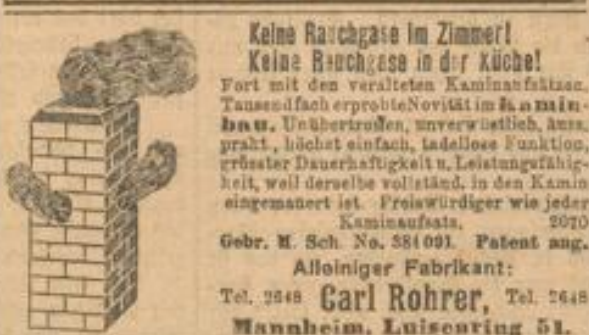 Keine Rauchgase im Zimmer!
Keine Rauchgase in der Küche!
Fort mit den veralteten Kaminaufsätzen.
Tausendfach erprobte Novität im Kamin-
bau. Unübertroffen, unverwüstlich, äuss.
prakt., höchst einfach, tadellose Funktion,
grösster Dauerhaftigkeit u. Leistungsfähig-
keit, weil derselbe vollständ. in den Kamin
eingemauert ist. Preiswürdiger wie jeder
Kaminaufsatz. 2070
Gebr. M. Sch. No. 384091. Patent ang.
Alleiniger Fabrikant:
Tel. 2648 Carl Rohrer, Tel. 2648
Mannheim, Luisenring 51.